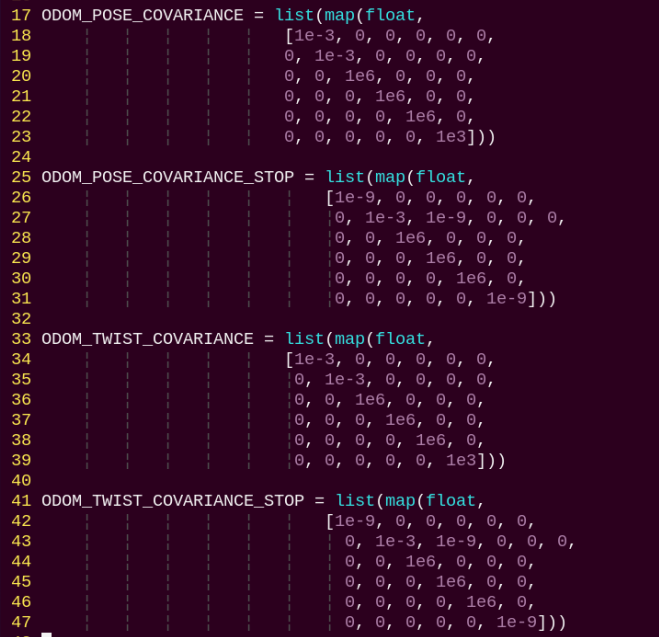 17 ODOM_POSE_COVARIANCE = list(map(float,
18                         [1e-3, 0, 0, 0, 0, 0,
19                         0, 1e-3, 0, 0, 0, 0,
20                         0, 0, 1e6, 0, 0, 0,
21                         0, 0, 0, 1e6, 0, 0,
22                         0, 0, 0, 0, 1e6, 0,
23                         0, 0, 0, 0, 0, 1e3]))
24
25 ODOM_POSE_COVARIANCE_STOP = list(map(float,
26                             [1e-9, 0, 0, 0, 0, 0,
27                              0, 1e-3, 1e-9, 0, 0, 0,
28                              0, 0, 1e6, 0, 0, 0,
29                              0, 0, 0, 1e6, 0, 0,
30                              0, 0, 0, 0, 1e6, 0,
31                              0, 0, 0, 0, 0, 1e-9]))
32
33 ODOM_TWIST_COVARIANCE = list(map(float,
34                         [1e-3, 0, 0, 0, 0, 0,
35                          0, 1e-3, 0, 0, 0, 0,
36                          0, 0, 1e6, 0, 0, 0,
37                          0, 0, 0, 1e6, 0, 0,
38                          0, 0, 0, 0, 1e6, 0,
39                          0, 0, 0, 0, 0, 1e3]))
40
41 ODOM_TWIST_COVARIANCE_STOP = list(map(float,
42                             [1e-9, 0, 0, 0, 0, 0,
43                               0, 1e-3, 1e-9, 0, 0, 0,
44                               0, 0, 1e6, 0, 0, 0,
45                               0, 0, 0, 1e6, 0, 0,
46                               0, 0, 0, 0, 1e6, 0,
47                               0, 0, 0, 0, 0, 1e-9]))